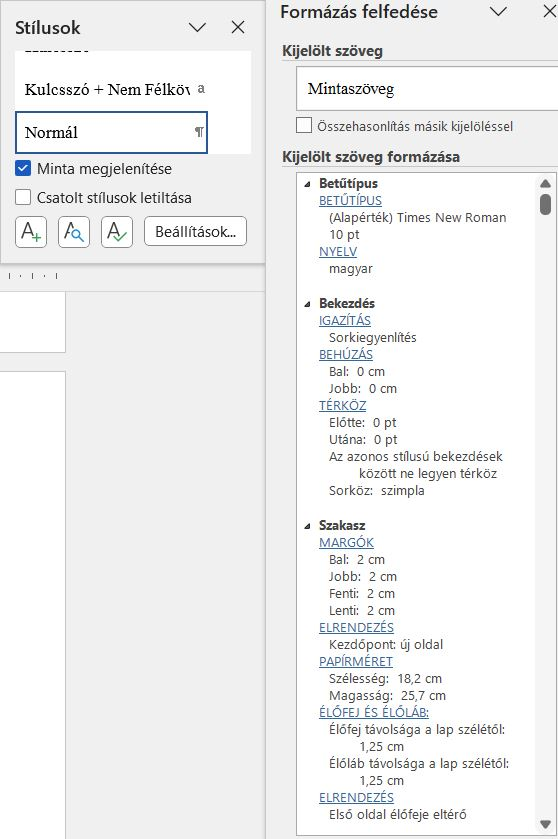 Stílusok
Kulcsszó + Nem Félköv a
Normál ¶
Minta megjelenítése
Csatolt stílusok letiltása
Beállítások...
Formázás felfedése
Kijelölt szöveg
Mintaszöveg
Összehasonlítás másik kijelöléssel
Kijelölt szöveg formázása
Betűtípus
BETŰTÍPUS
(Alapérték) Times New Roman
10 pt
NYELV
magyar
Bekezdés
IGAZÍTÁS
Sorkiegyenlítés
BEHÚZÁS
Bal: 0 cm
Jobb: 0 cm
TÉRKÖZ
Előtte: 0 pt
Utána: 0 pt
Az azonos stílusú bekezdések
között ne legyen térköz
Sorköz: szimpla
Szakasz
MARGÓK
Bal: 2 cm
Jobb: 2 cm
Fenti: 2 cm
Lenti: 2 cm
ELRENDEZÉS
Kezdőpont: új oldal
PAPÍRMÉRET
Szélesség: 18,2 cm
Magasság: 25,7 cm
ÉLŐFEJ ÉS ÉLŐLÁB:
Élőfej távolsága a lap szélétől:
1,25 cm
Élőláb távolsága a lap szélétől:
1,25 cm
ELRENDEZÉS
Első oldal élőfeje eltérő